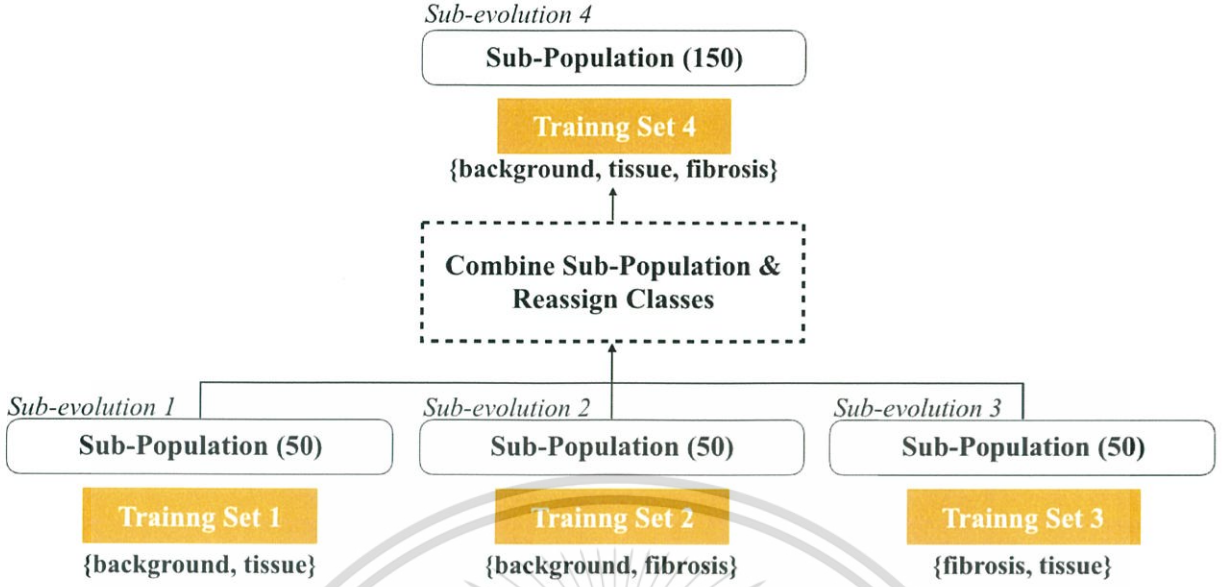 Sub-evolution 4
Sub-Population (150)
Trainng Set 4
{background, tissue, fibrosis}
Combine Sub-Population &
Reassign Classes
Sub-evolution 1
Sub-Population (50)
Trainng Set 1
{background, tissue}
Sub-evolution 2
Sub-Population (50)
Trainng Set 2
{background, fibrosis}
Sub-evolution 3
Sub-Population (50)
Trainng Set 3
{fibrosis, tissue}